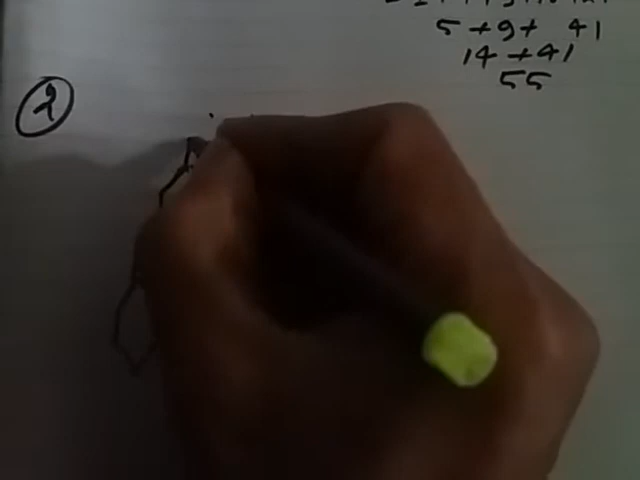 5 + 9 + 41
14 + 41
55
2